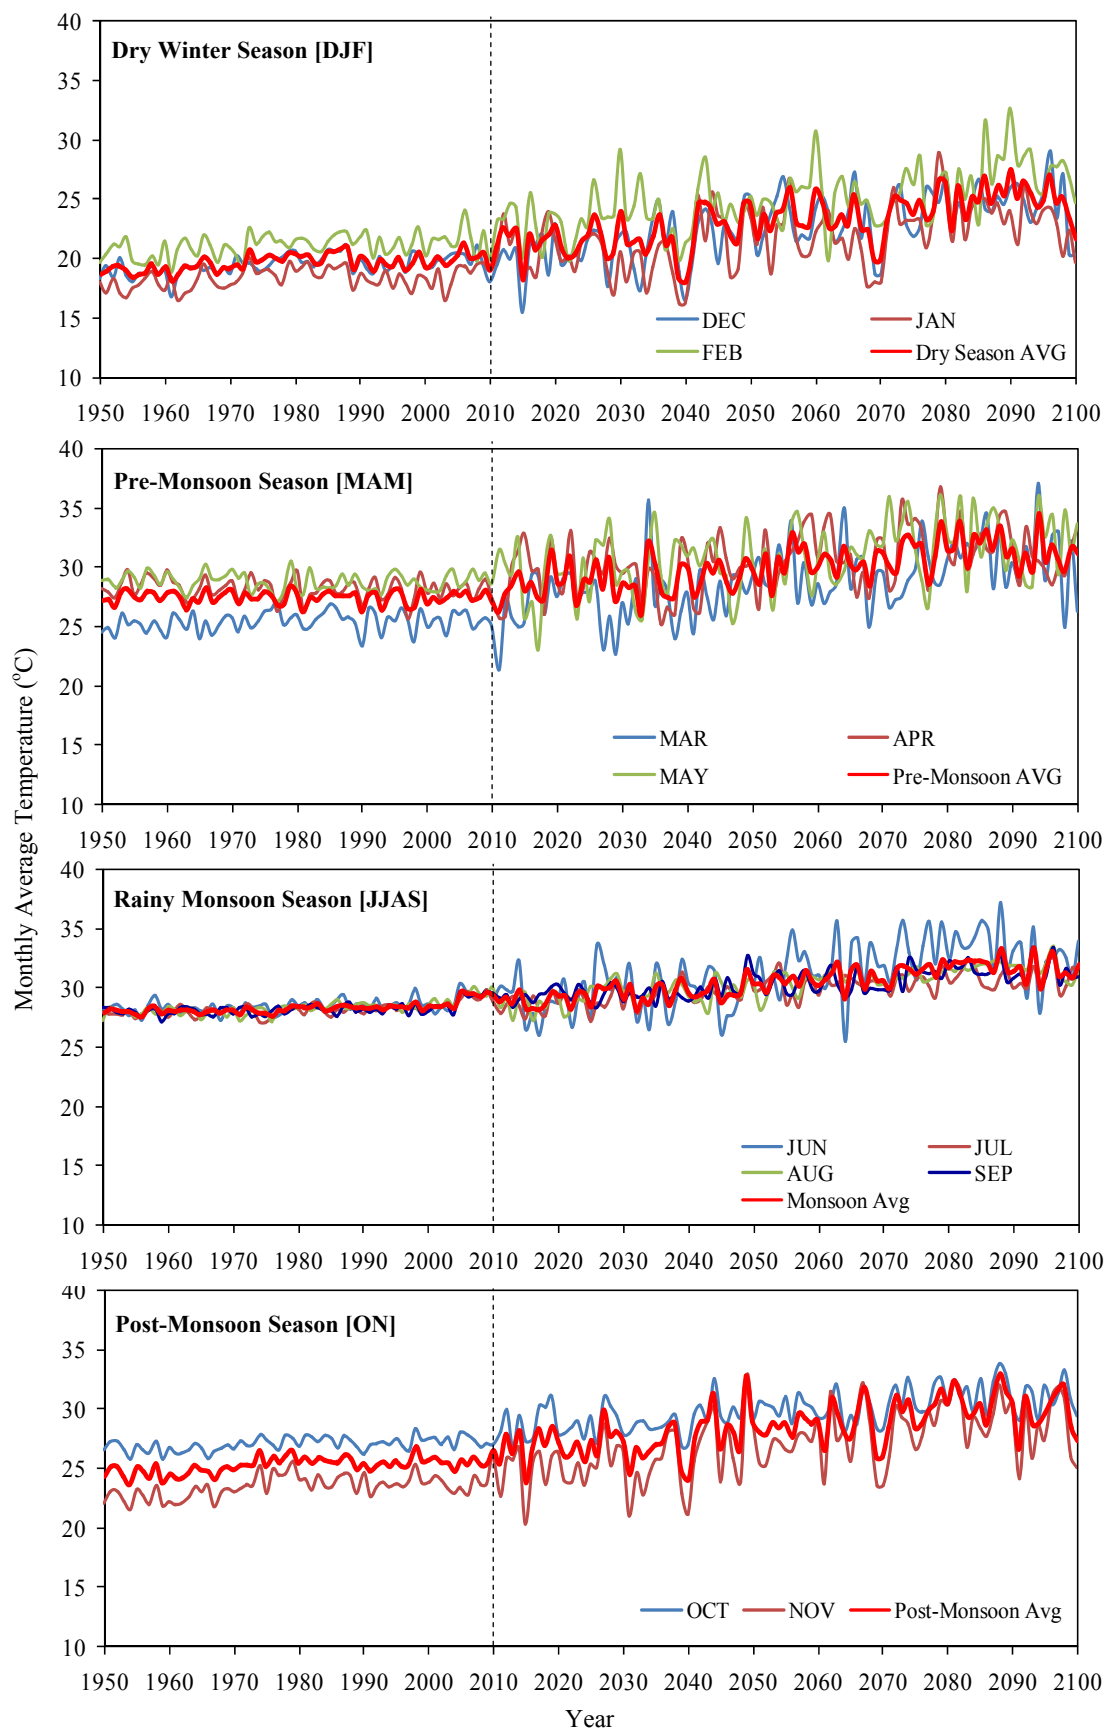 Monthly Average Temperature (°C)
40
Dry Winter Season [DJF]
35
30
25
20
15
DEC JAN
FEB Dry Season AVG
10
1950 1960 1970 1980 1990 2000 2010 2020 2030 2040 2050 2060 2070 2080 2090 2100
40
Pre-Monsoon Season [MAM]
35
30
25
20
15
MAR APR
MAY Pre-Monsoon AVG
10
1950 1960 1970 1980 1990 2000 2010 2020 2030 2040 2050 2060 2070 2080 2090 2100
40
Rainy Monsoon Season [JJAS]
35
30
25
20
15
JUN JUL
AUG SEP
Monsoon Avg
10
1950 1960 1970 1980 1990 2000 2010 2020 2030 2040 2050 2060 2070 2080 2090 2100
40
Post-Monsoon Season [ON]
35
30
25
20
15
OCT NOV Post-Monsoon Avg
10
1950 1960 1970 1980 1990 2000 2010 2020 2030 2040 2050 2060 2070 2080 2090 2100
Year